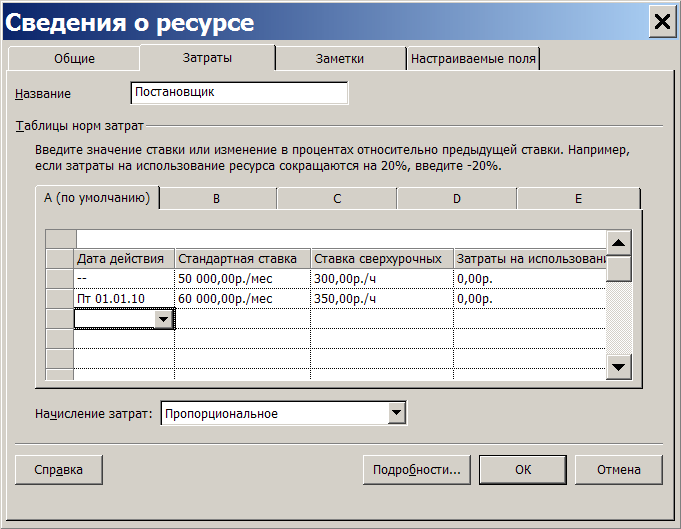 Сведения о ресурсе
Общие
Затраты
Заметки
Настраиваемые поля
Название
Постановщик
Таблицы норм затрат
Введите значение ставки или изменение в процентах относительно предыдущей ставки. Например,
если затраты на использование ресурса сокращаются на 20%, введите -20%.
A (по умолчанию)
B
C
D
E
Дата действия Стандартная ставка Ставка сверхурочных Затраты на использовани
-- 50 000,00р./мес 300,00р./ч 0,00р.
Пт 01.01.10 60 000,00р./мес 350,00р./ч 0,00р.
Начисление затрат: Пропорциональное
Справка
Подробности...
ОК
Отмена